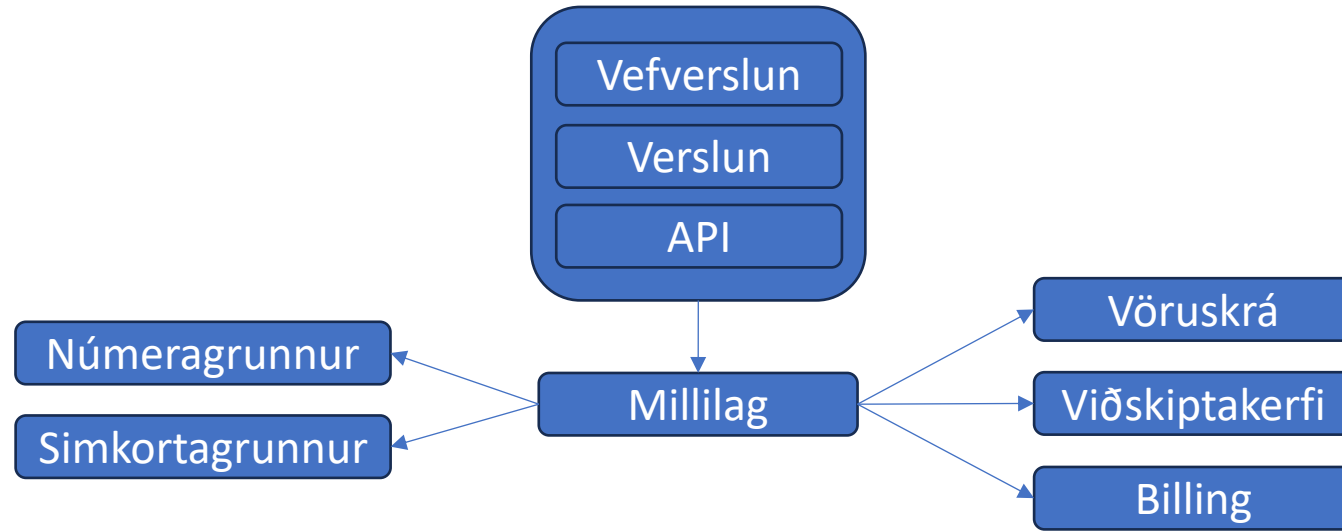 Vefverslun
Verslun
API
Númeragrunnur
Simkortagrunnur
Millilag
Vöruskrá
Viðskiptakerfi
Billing